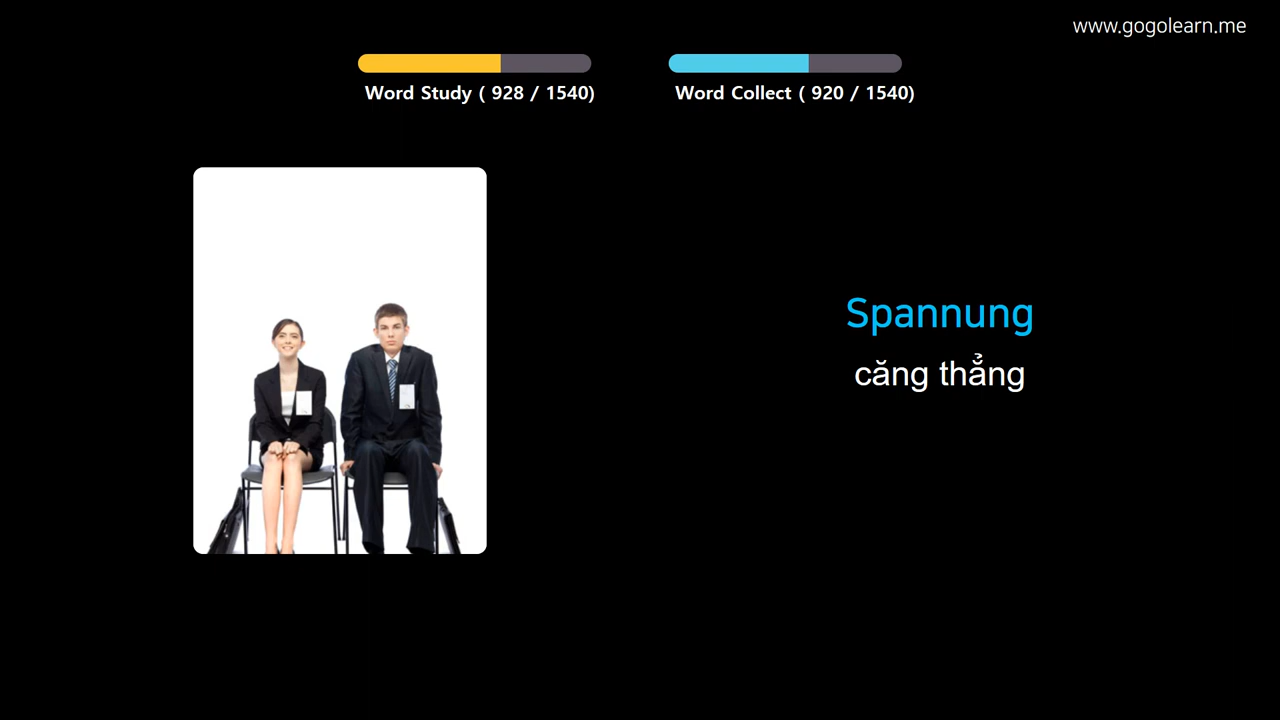 www.gogolearn.me
Word Study ( 928 / 1540)
Word Collect ( 920 / 1540)
Spannung
căng thẳng